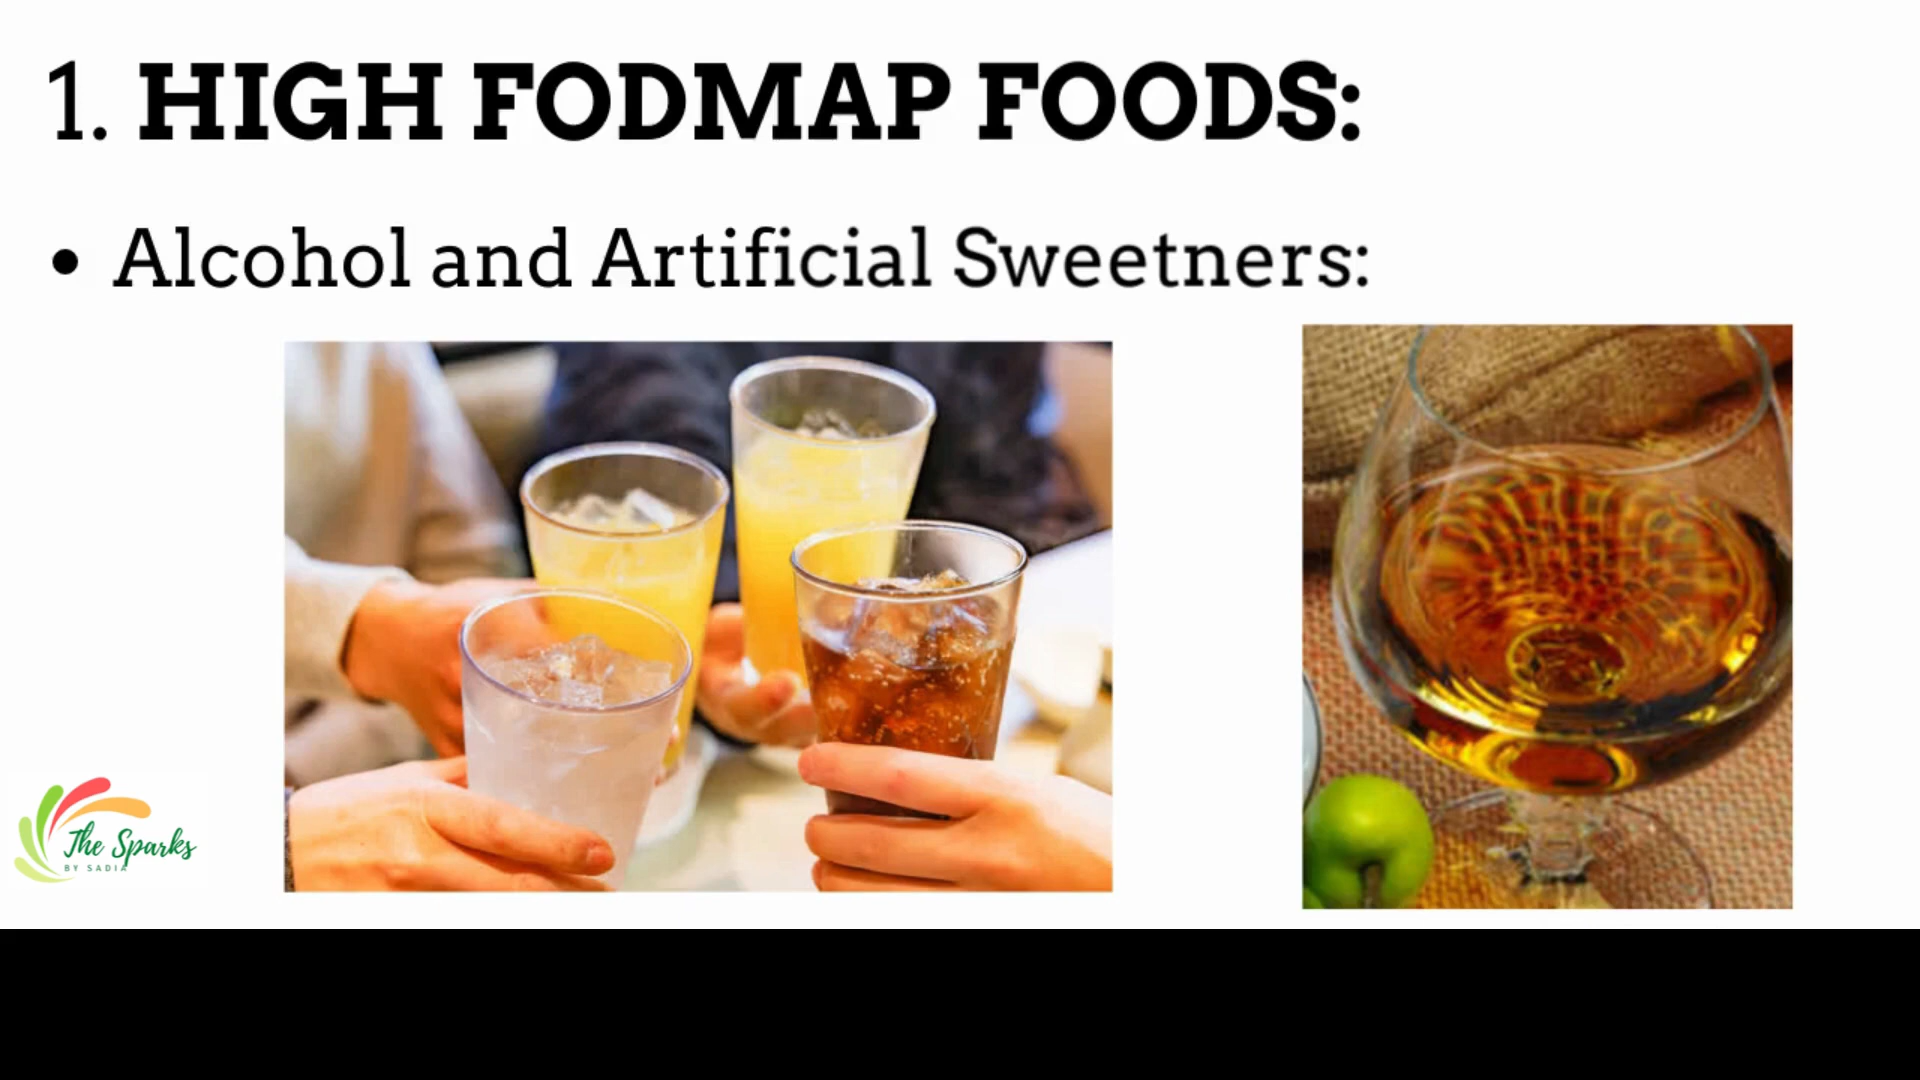 1. HIGH FODMAP FOODS:
• Alcohol and Artificial Sweetners:
The Sparks
BY SADIA